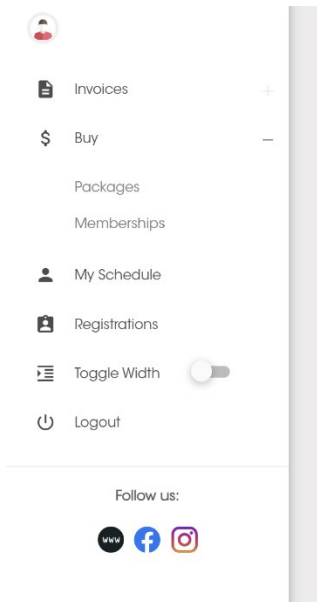 Invoices
Buy
Packages
Memberships
My Schedule
Registrations
Toggle Width
Logout
Follow us:
www